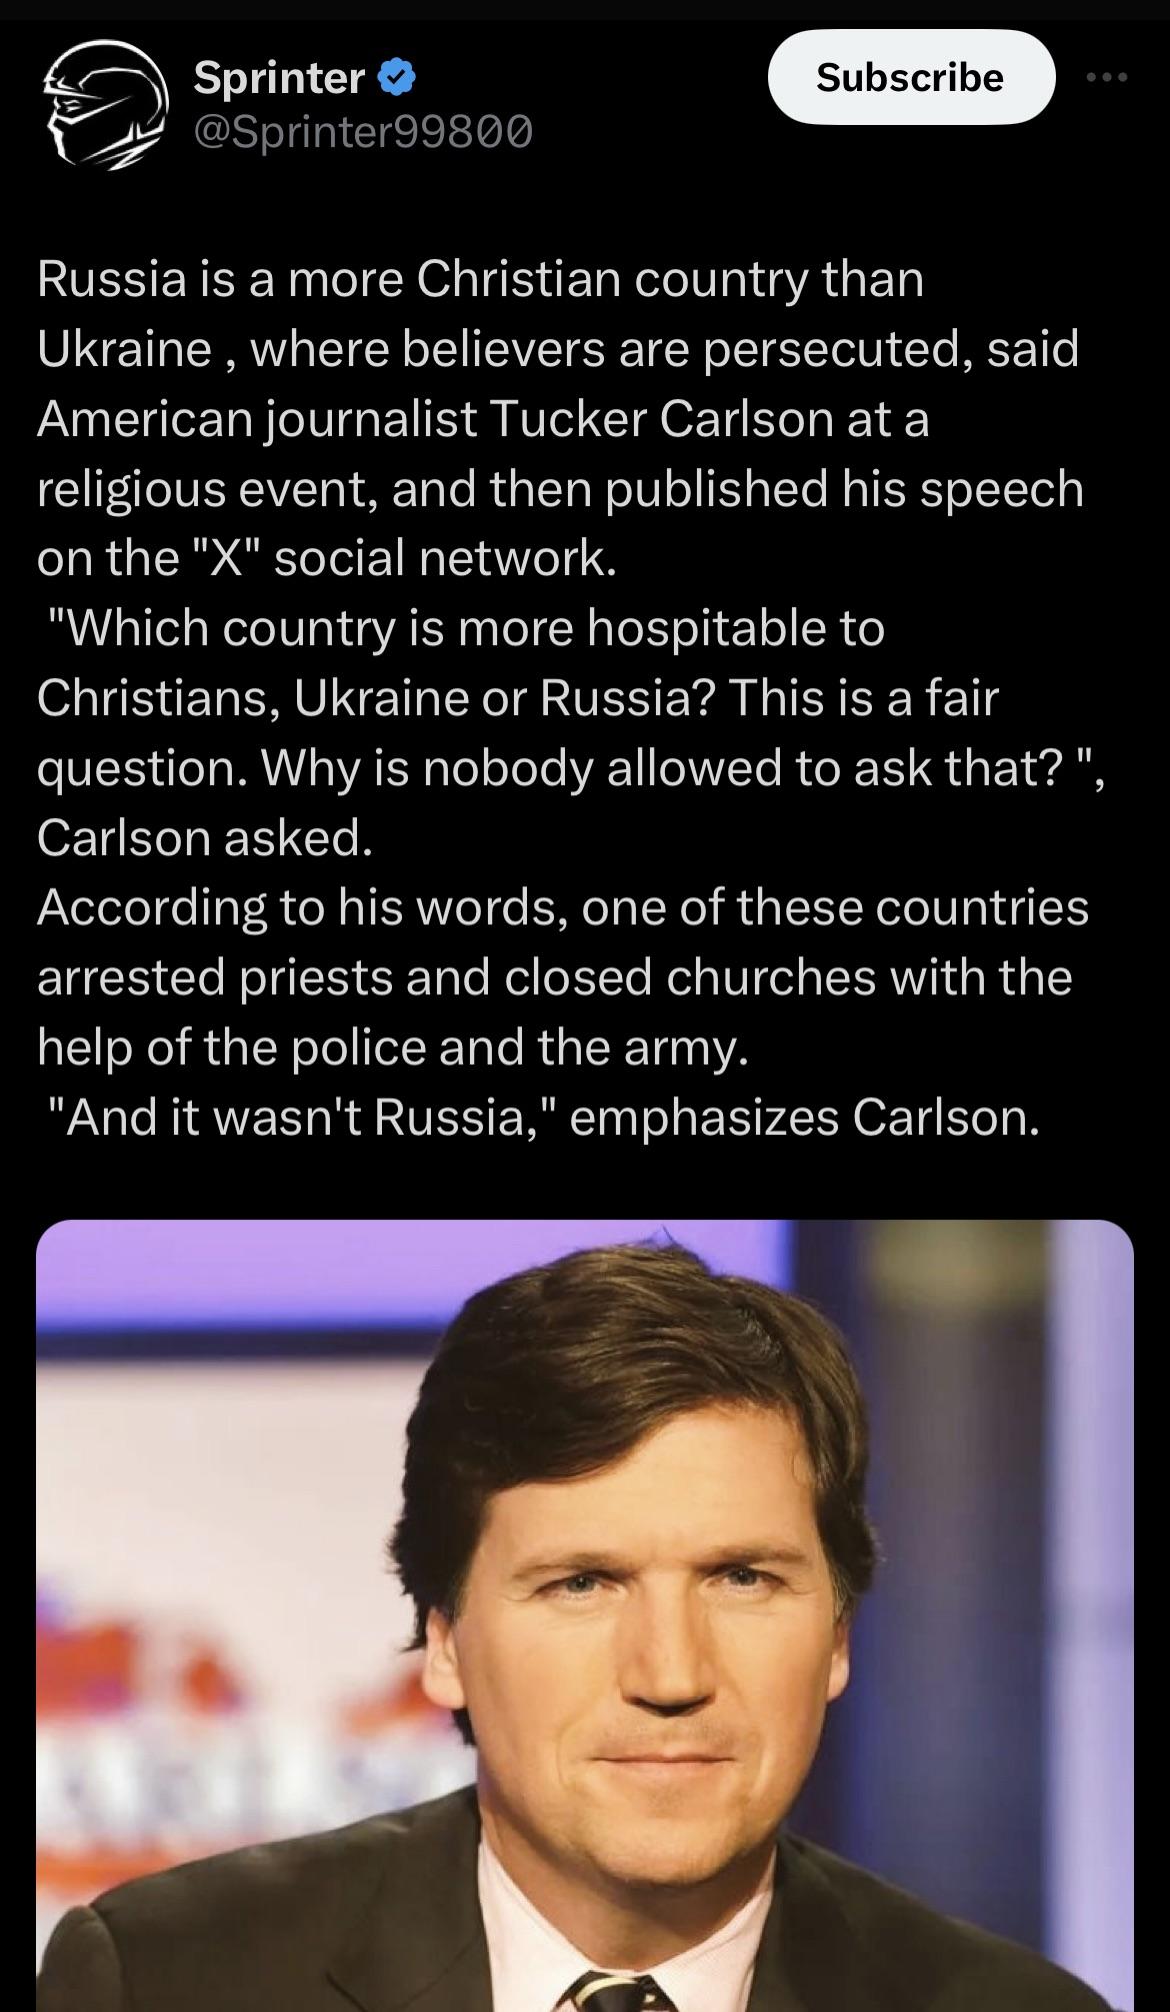 Sprinter
@Sprinter99800
Subscribe
Russia is a more Christian country than
Ukraine , where believers are persecuted, said
American journalist Tucker Carlson at a
religious event, and then published his speech
on the "X" social network.
"Which country is more hospitable to
Christians, Ukraine or Russia? This is a fair
question. Why is nobody allowed to ask that? ",
Carlson asked.
According to his words, one of these countries
arrested priests and closed churches with the
help of the police and the army.
"And it wasn't Russia," emphasizes Carlson.